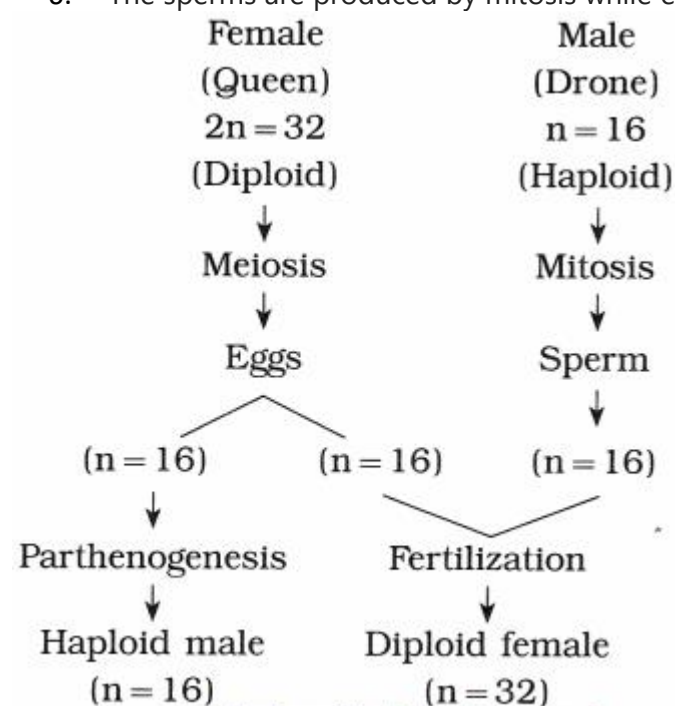 The sperms are produced by mitosis while
Female Male
(Queen) (Drone)
2n = 32 n = 16
(Diploid) (Haploid)
Meiosis Mitosis
Eggs Sperm
(n = 16) (n = 16) (n = 16)
Parthenogenesis Fertilization
Haploid male Diploid female
(n = 16) (n = 32)